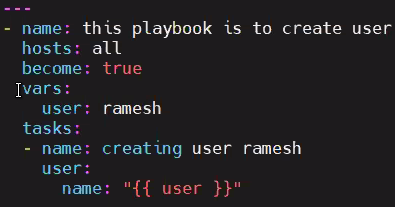 ---
- name: this playbook is to create user
  hosts: all
  become: true
  vars:
    user: ramesh
  tasks:
  - name: creating user ramesh
    user:
      name: "{{ user }}"